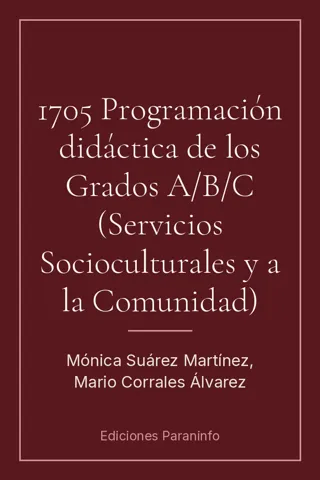 1705 Programación
didáctica de los
Grados A/B/C
(Servicios
Socioculturales y a
la Comunidad)
Mónica Suárez Martínez,
Mario Corrales Álvarez
Ediciones Paraninfo